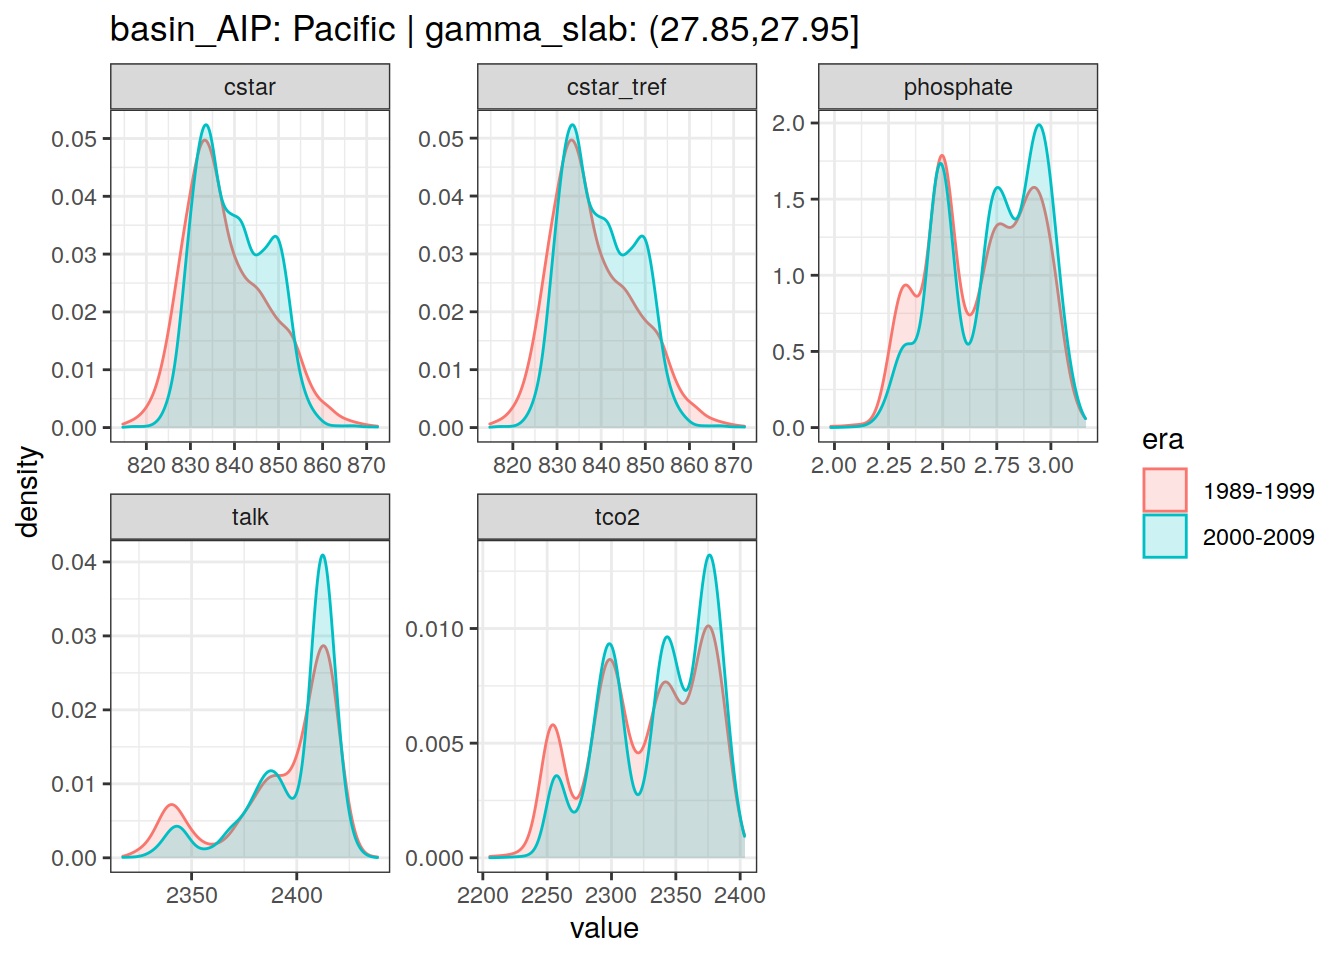 basin_AIP: Pacific | gamma_slab: (27.85,27.95]
cstar
cstar_tref
phosphate
0.05
0.04
0.03
0.02
0.01
0.00
820 830 840 850 860 870
0.05
0.04
0.03
0.02
0.01
0.00
820 830 840 850 860 870
2.0
1.5
1.0
0.5
0.0
2.00 2.25 2.50 2.75 3.00
density
talk
tco2
0.04
0.03
0.02
0.01
0.00
2350 2400
0.010
0.005
0.000
2200 2250 2300 2350 2400
value
era
1989-1999
2000-2009